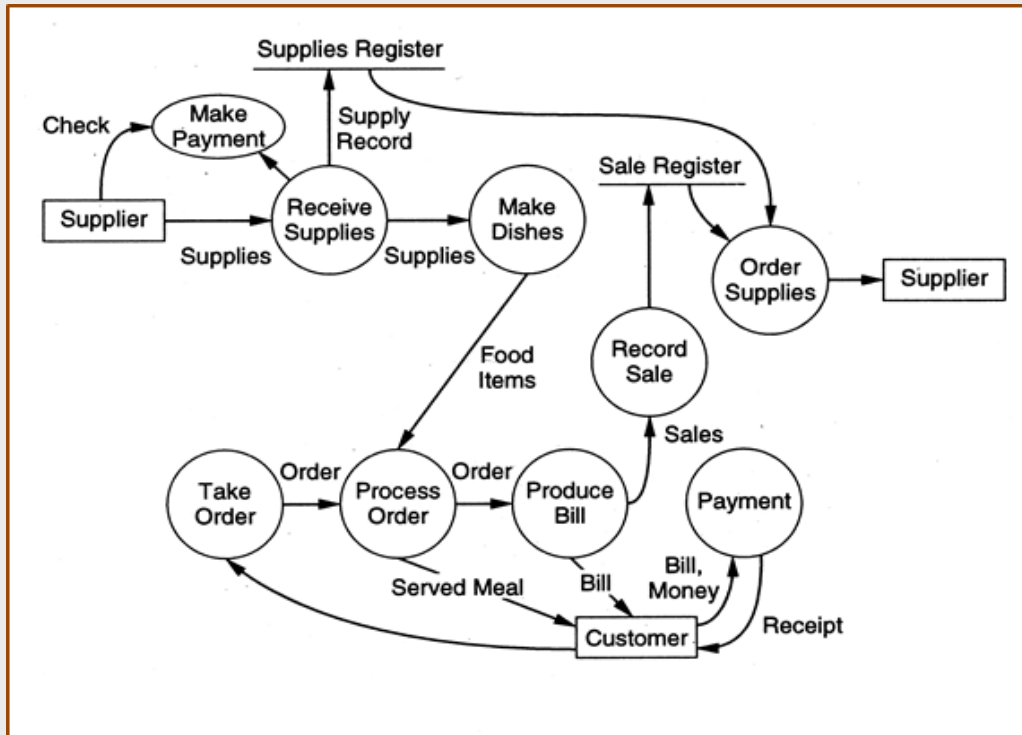 Supplies Register
Check
Make
Payment
Supply
Record
Sale Register
Supplier
Receive
Supplies
Make
Dishes
Supplies
Supplies
Order
Supplies
Supplier
Food
Items
Record
Sale
Sales
Take
Order
Order
Process
Order
Order
Produce
Bill
Payment
Served Meal
Bill
Bill,
Money
Customer
Receipt